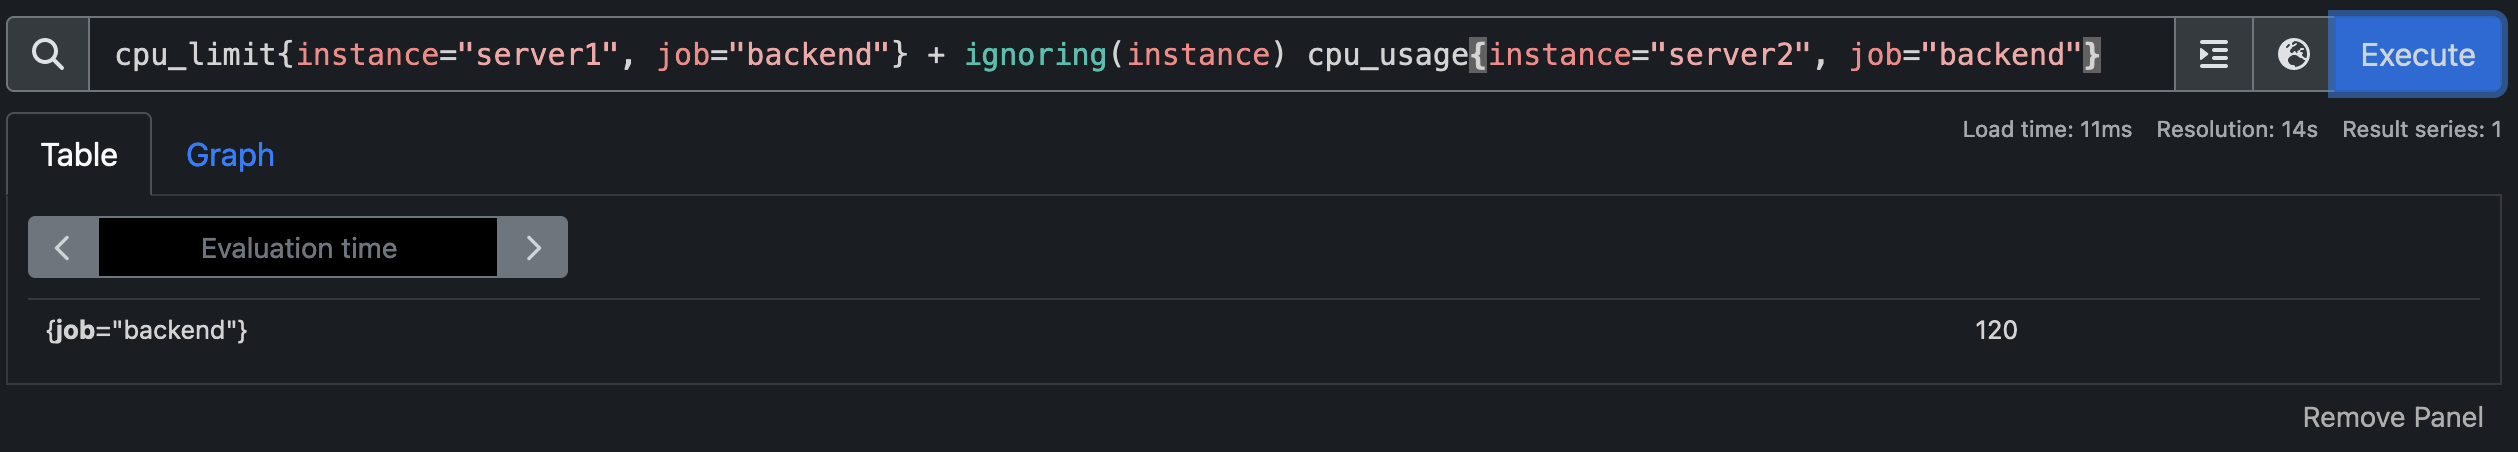 cpu_limit{instance="server1", job="backend"} + ignoring(instance) cpu_usage{instance="server2", job="backend"}
Execute
Table
Graph
Load time: 11ms Resolution: 14s Result series: 1
Evaluation time
{job="backend"} 120
Remove Panel